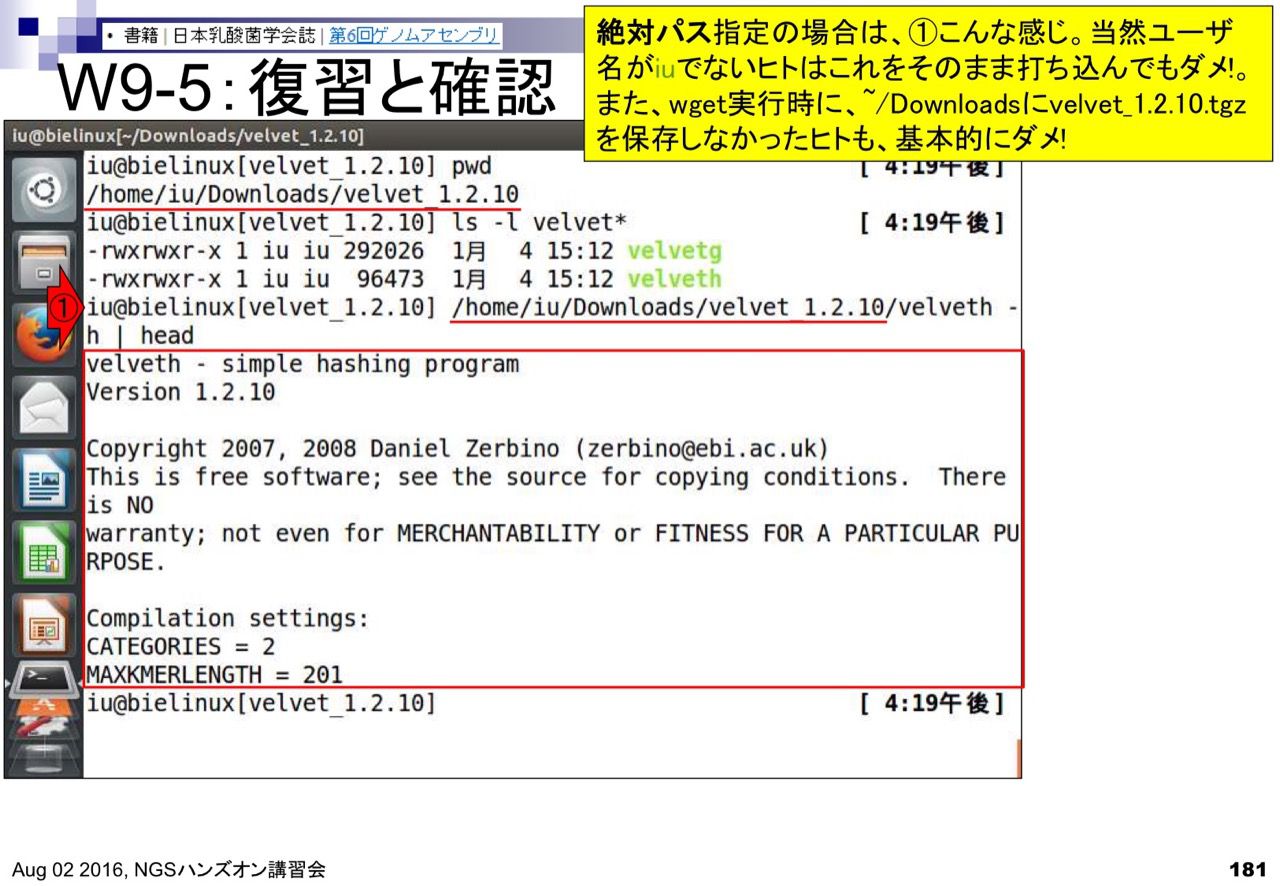 ・ 書籍 | 日本乳酸菌学会誌 | 第6回ゲノムアセンブリ
W9-5：復習と確認
絶対パス指定の場合は、①こんな感じ。当然ユーザ
名がiuでないヒトはこれをそのまま打ち込んでもダメ!。
また、wget実行時に、~/Downloadsにvelvet_1.2.10.tgz
を保存しなかったヒトも、基本的にダメ!
iu@bielinux[~/Downloads/velvet_1.2.10]
iu@bielinux[velvet_1.2.10] pwd [ 4:19午後]
/home/iu/Downloads/velvet_1.2.10
iu@bielinux[velvet_1.2.10] ls -l velvet* [ 4:19午後]
-rwxrwxr-x 1 iu iu 292026 1月 4 15:12 velvetg
-rwxrwxr-x 1 iu iu 96473 1月 4 15:12 velveth
①
iu@bielinux[velvet_1.2.10] /home/iu/Downloads/velvet_1.2.10/velveth -
h | head
velveth - simple hashing program
Version 1.2.10
Copyright 2007, 2008 Daniel Zerbino (zerbino@ebi.ac.uk)
This is free software; see the source for copying conditions. There
is NO
warranty; not even for MERCHANTABILITY or FITNESS FOR A PARTICULAR PU
RPOSE.
Compilation settings:
CATEGORIES = 2
MAXKMERLENGTH = 201
iu@bielinux[velvet_1.2.10] [ 4:19午後]
Aug 02 2016, NGSハンズオン講習会
181